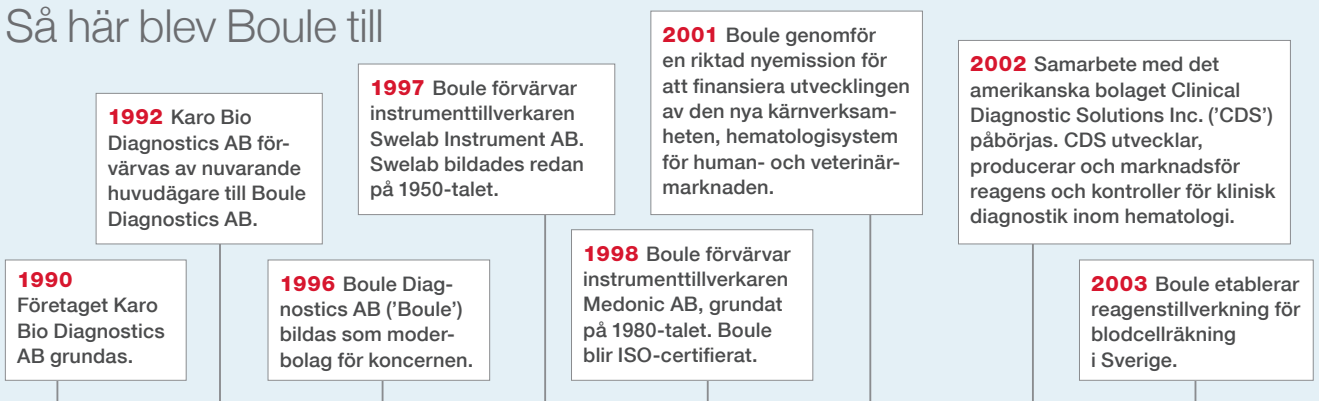 Så här blev Boule till
1990
Företaget Karo
Bio Diagnostics
AB grundas.
1992 Karo Bio
Diagnostics AB för-
värvas av nuvarande
huvudägare till Boule
Diagnostics AB.
1996 Boule Diag-
nostics AB (’Boule’)
bildas som moder-
bolag för koncernen.
1997 Boule förvärvar
instrumenttillverkaren
Swelab Instrument AB.
Swelab bildades redan
på 1950-talet.
1998 Boule förvärvar
instrumenttillverkaren
Medonic AB, grundat
på 1980-talet. Boule
blir ISO-certifierat.
2001 Boule genomför
en riktad nyemission för
att finansiera utvecklingen
av den nya kärnverksam-
heten, hematologisystem
för human- och veterinär-
marknaden.
2002 Samarbete med det
amerikanska bolaget Clinical
Diagnostic Solutions Inc. (’CDS’)
påbörjas. CDS utvecklar,
producerar och marknadsför
reagens och kontroller för klinisk
diagnostik inom hematologi.
2003 Boule etablerar
reagenstillverkning för
blodcellräkning
i Sverige.